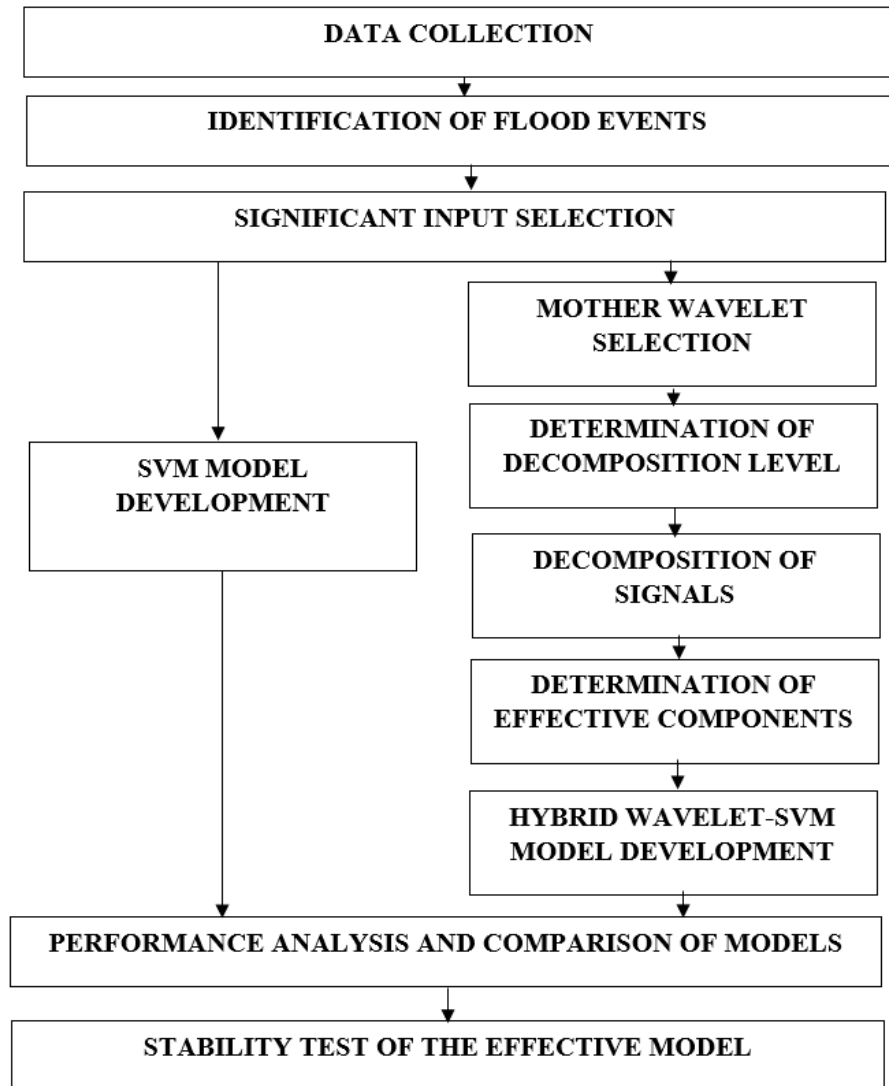 DATA COLLECTION
IDENTIFICATION OF FLOOD EVENTS
SIGNIFICANT INPUT SELECTION
MOTHER WAVELET
SELECTION
DETERMINATION OF
DECOMPOSITION LEVEL
SVM MODEL
DEVELOPMENT
DECOMPOSITION OF
SIGNALS
DETERMINATION OF
EFFECTIVE COMPONENTS
HYBRID WAVELET-SVM
MODEL DEVELOPMENT
PERFORMANCE ANALYSIS AND COMPARISON OF MODELS
STABILITY TEST OF THE EFFECTIVE MODEL